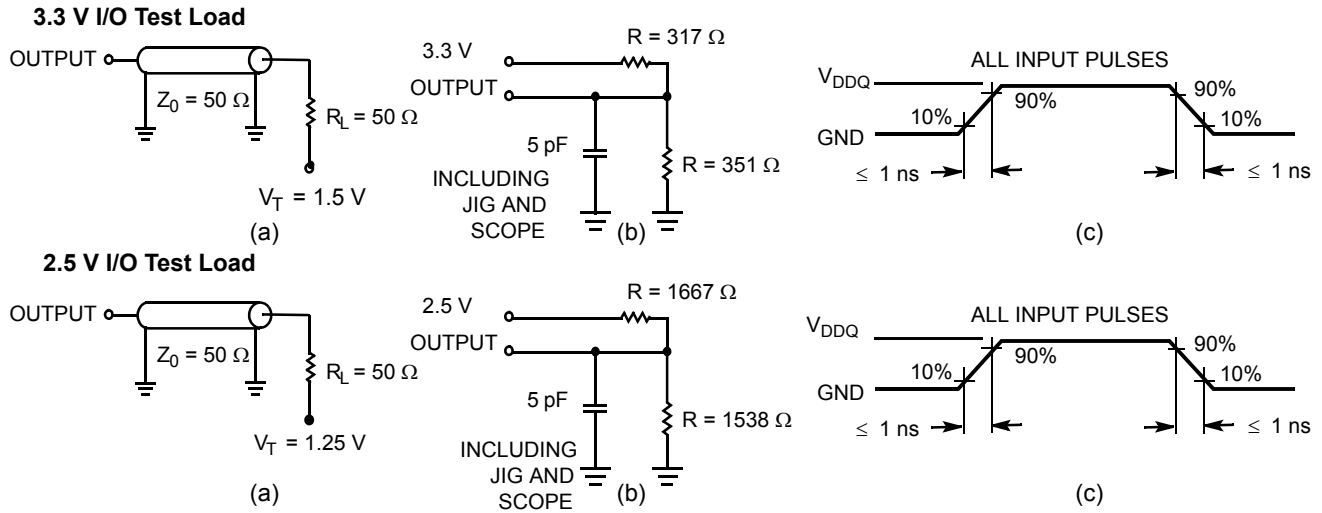 3.3 V I/O Test Load
OUTPUT
Z0 = 50 Ω
RL = 50 Ω
VT = 1.5 V
(a)
3.3 V
OUTPUT
R = 317 Ω
5 pF
INCLUDING
JIG AND
SCOPE
R = 351 Ω
(b)
ALL INPUT PULSES
VDDQ
GND
10%
90%
90%
10%
≤ 1 ns
≤ 1 ns
(c)
2.5 V I/O Test Load
OUTPUT
Z0 = 50 Ω
RL = 50 Ω
VT = 1.25 V
(a)
2.5 V
OUTPUT
R = 1667 Ω
5 pF
INCLUDING
JIG AND
SCOPE
R = 1538 Ω
(b)
ALL INPUT PULSES
VDDQ
GND
10%
90%
90%
10%
≤ 1 ns
≤ 1 ns
(c)